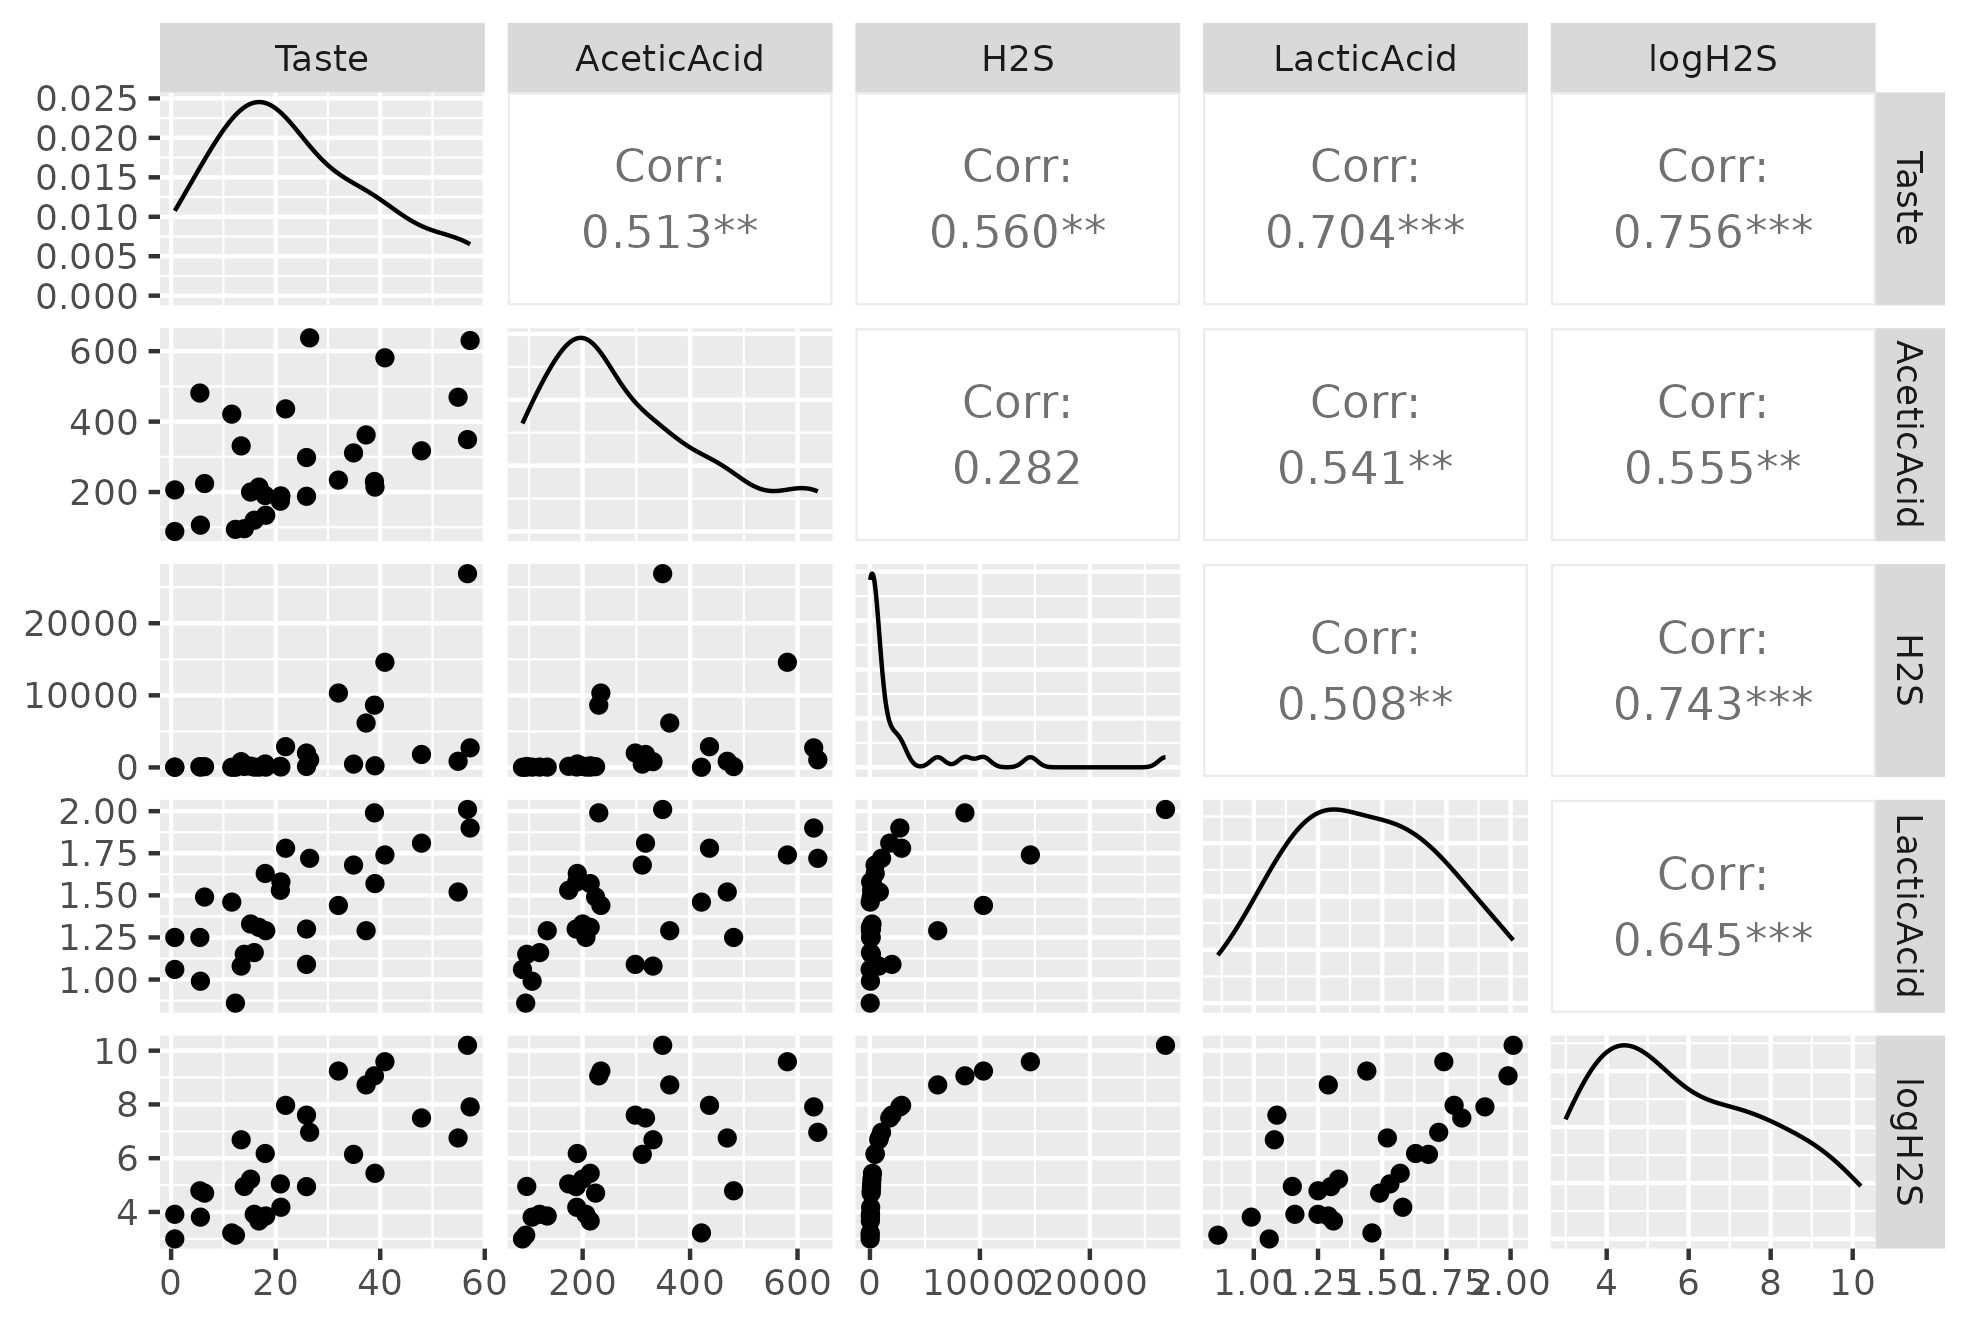 Taste AceticAcid H2S LacticAcid logH2S
0.025
0.020
0.015
0.010
0.005
0.000
Corr:
0.513**
Corr:
0.560**
Corr:
0.704***
Corr:
0.756***
Taste
600
400
200
Corr:
0.282
Corr:
0.541**
Corr:
0.555**
AceticAcid
20000
10000
0
Corr:
0.508**
Corr:
0.743***
H2S
2.00
1.75
1.50
1.25
1.00
Corr:
0.645***
LacticAcid
10
8
6
4
logH2S
0 20 40 60 200 400 600 0 10000 20000 1.00 1.25 1.50 1.75 2.00 4 6 8 10